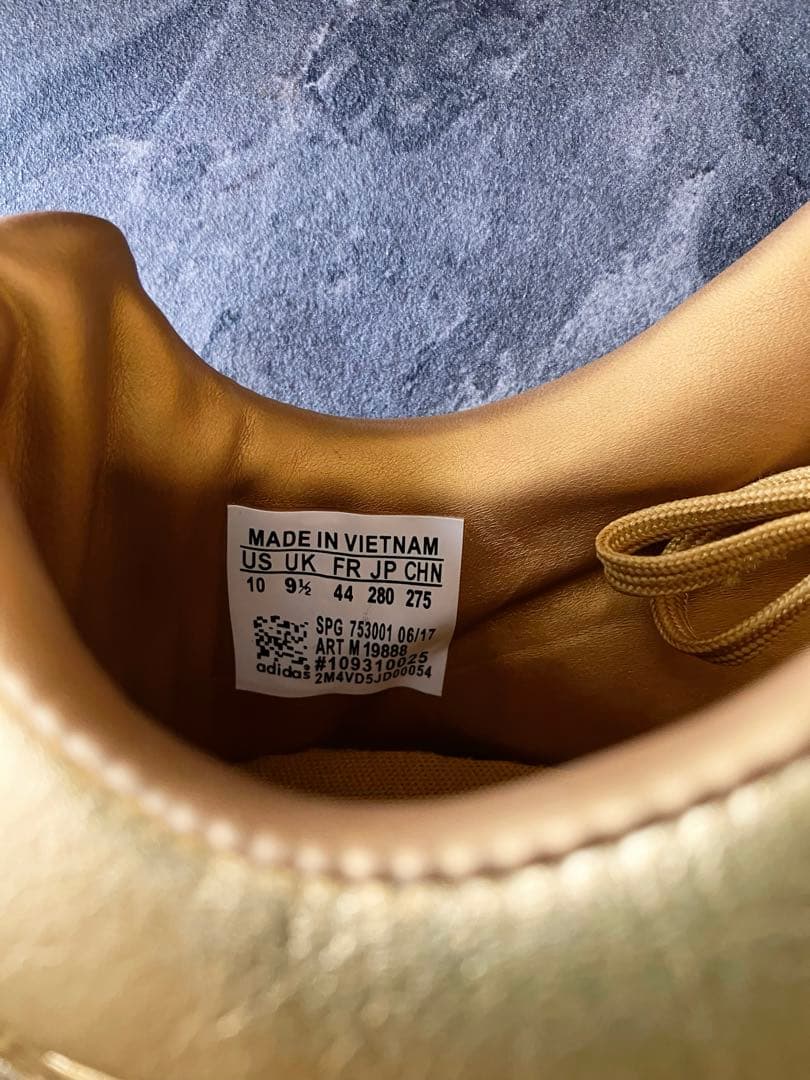 MADE IN VIETNAM
US UK FR JP CHN
10 9½ 44 280 275
SPG 753001 06/17
ART M 19888
#109310025
adidas 2M4VD5JD00054